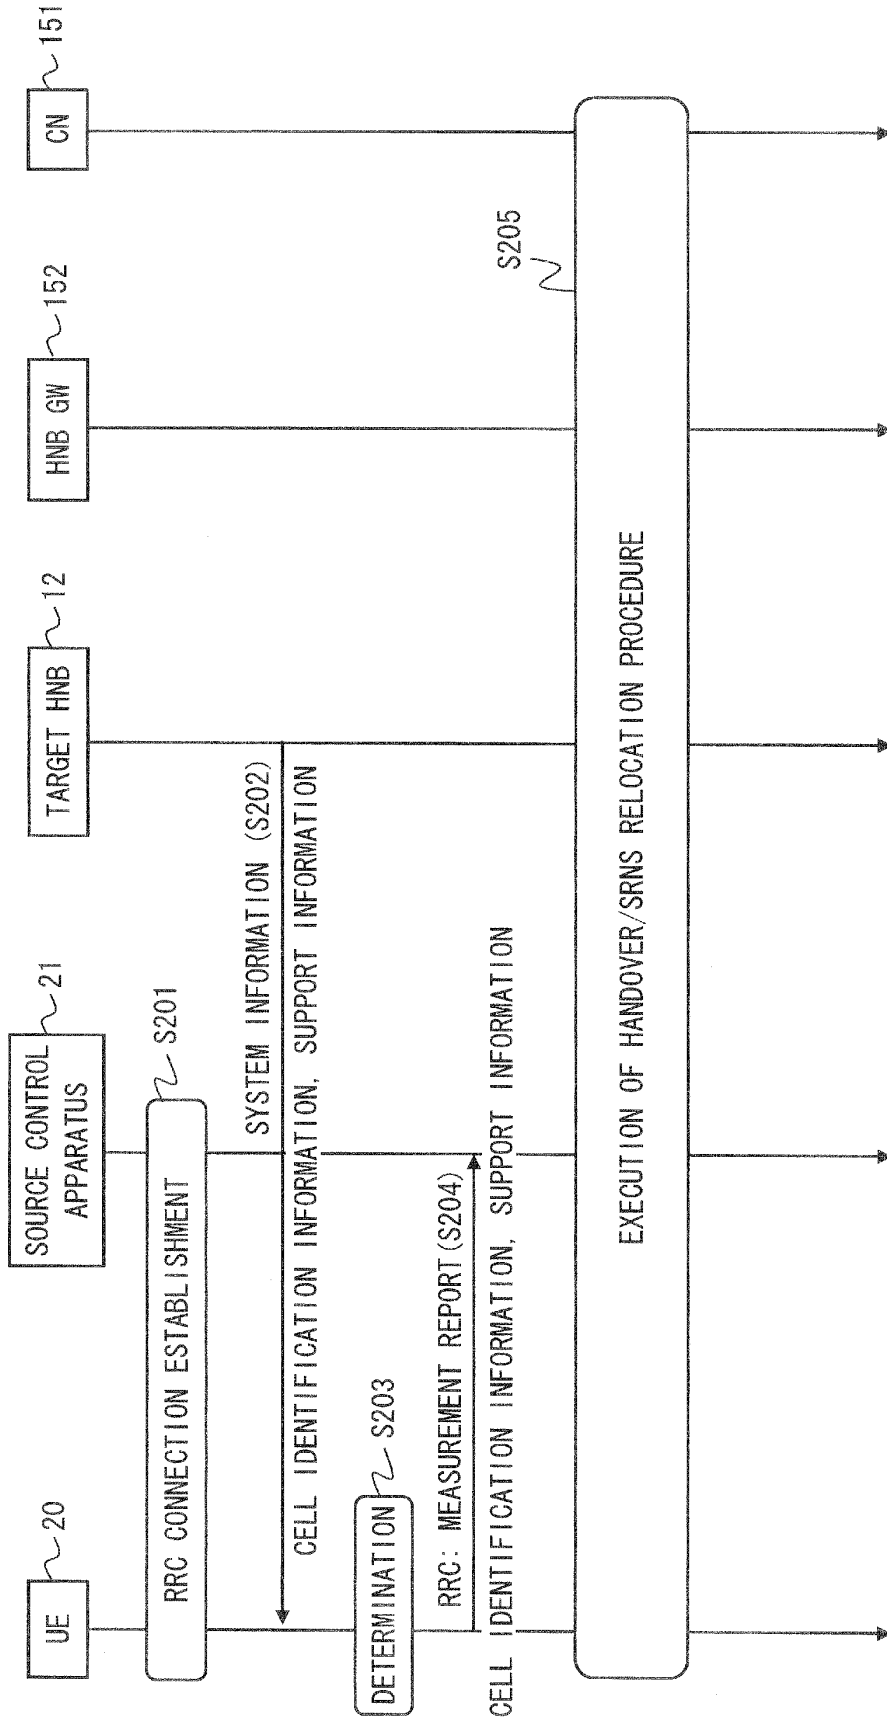 UE
20
SOURCE CONTROL
APPARATUS
21
TARGET HNB
12
HNB GW
152
CN
151
RRC CONNECTION ESTABLISHMENT
S201
SYSTEM INFORMATION (S202)
CELL IDENTIFICATION INFORMATION, SUPPORT INFORMATION
DETERMINATION
S203
RRC: MEASUREMENT REPORT(S204)
CELL IDENTIFICATION INFORMATION, SUPPORT INFORMATION
S205
EXECUTION OF HANDOVER/SRNS RELOCATION PROCEDURE